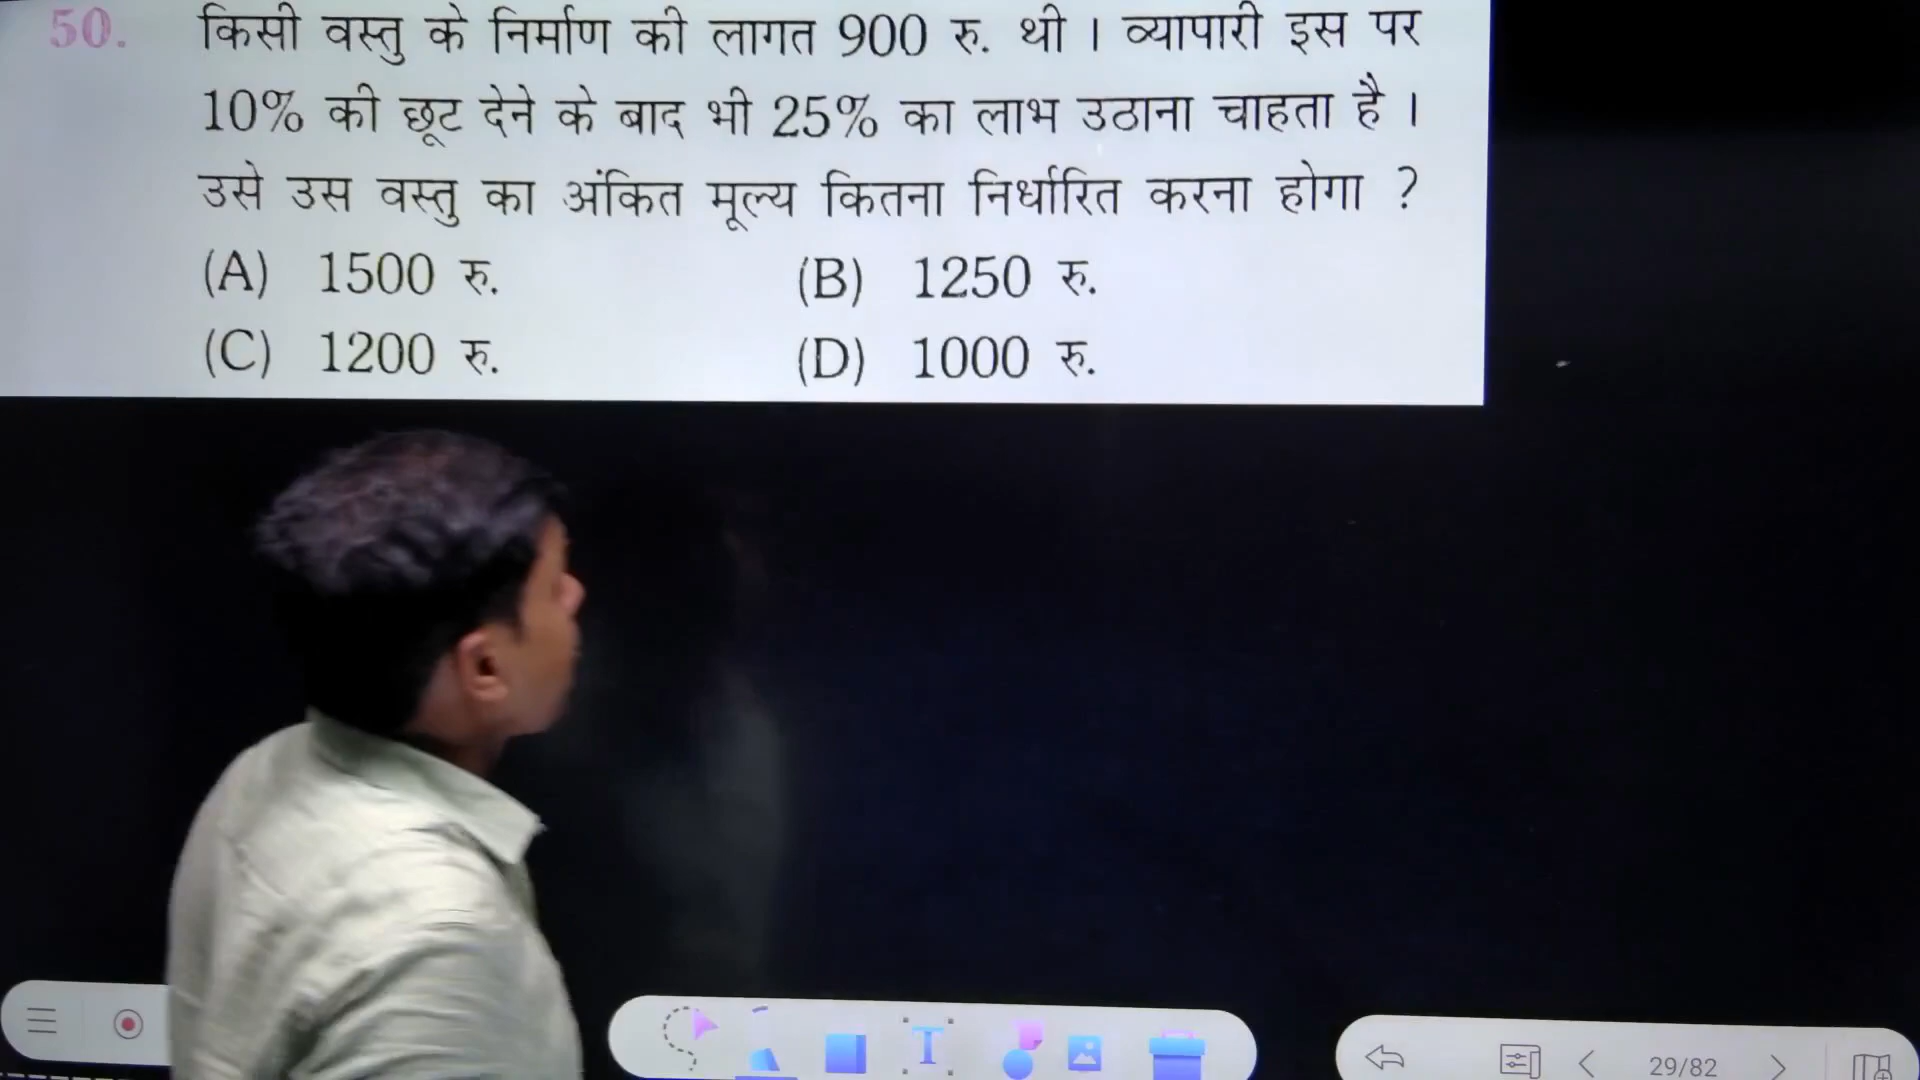 50. किसी वस्तु के निर्माण की लागत 900 रु. थी । व्यापारी इस पर
10% की छूट देने के बाद भी 25% का लाभ उठाना चाहता है ।
उसे उस वस्तु का अंकित मूल्य कितना निर्धारित करना होगा ?
(A) 1500 रु. (B) 1250 रु.
(C) 1200 रु. (D) 1000 रु.
T
29/82